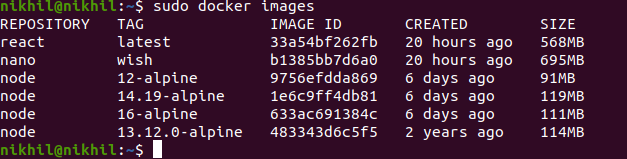 nikhil@nikhil:~$ sudo docker images
REPOSITORY TAG IMAGE ID CREATED SIZE
react latest 33a54bf262fb 20 hours ago 568MB
nano wish b1385bb7d6a0 20 hours ago 695MB
node 12-alpine 9756efdda869 6 days ago 91MB
node 14.19-alpine 1e6c9ff4db81 6 days ago 119MB
node 16-alpine 633ac691384c 6 days ago 111MB
node 13.12.0-alpine 483343d6c5f5 2 years ago 114MB
nikhil@nikhil:~$